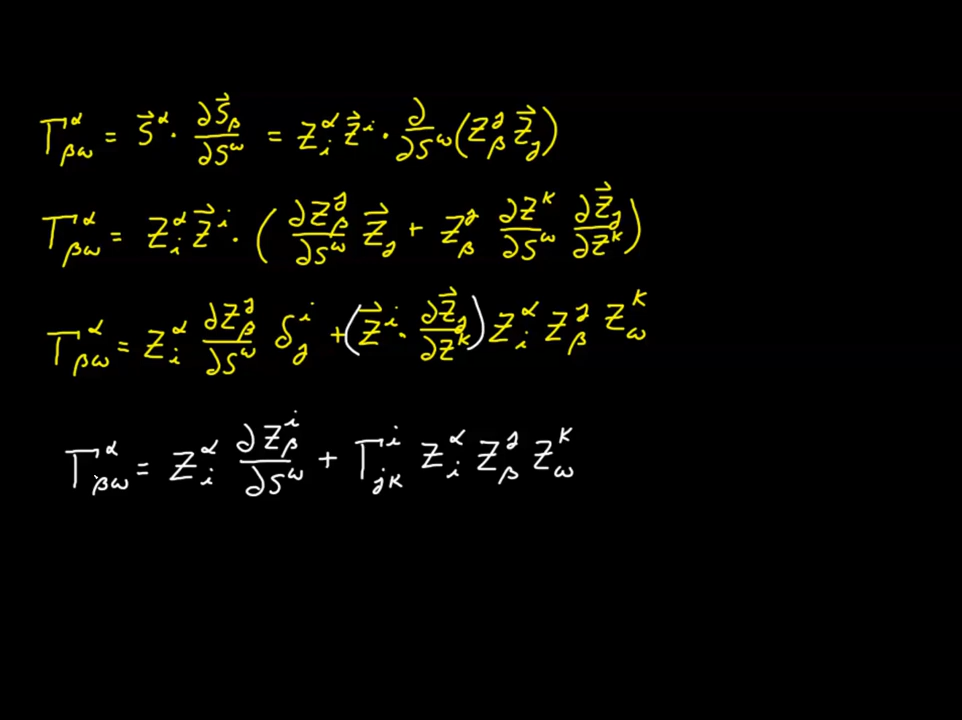 Γ^α_{βω} = S⃗^α · ∂S⃗_β/∂S^ω = Z^α_i Z⃗^i · ∂/∂S^ω (Z^j_β Z⃗_j)
Γ^α_{βω} = Z^α_i Z⃗^i · ( ∂Z^j_β/∂S^ω Z⃗_j + Z^j_β ∂Z^k/∂S^ω ∂Z⃗_j/∂Z^k )
Γ^α_{βω} = Z^α_i ∂Z^j_β/∂S^ω δ^i_j + (Z⃗^i · ∂Z⃗_j/∂Z^k) Z^α_i Z^j_β Z^k_ω
Γ^α_{βω} = Z^α_i ∂Z^i_β/∂S^ω + Γ^i_{jk} Z^α_i Z^j_β Z^k_ω